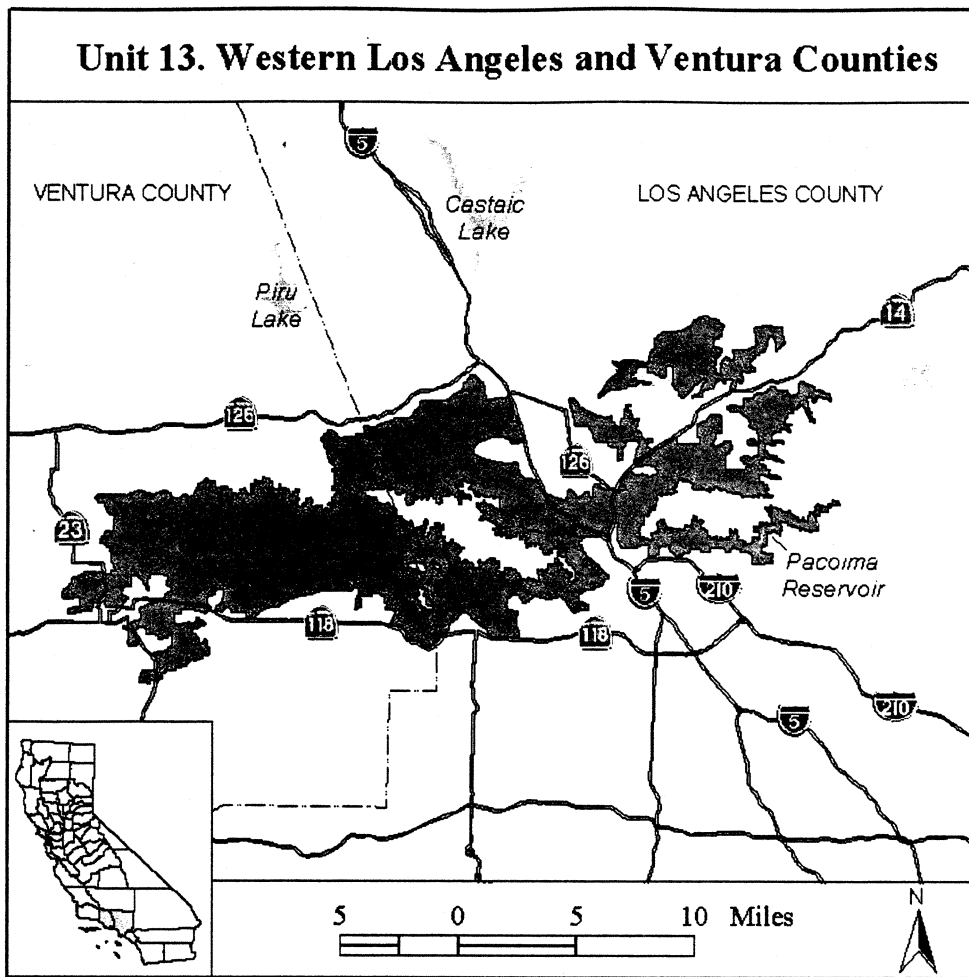 Unit 13. Western Los Angeles and Ventura Counties
5
VENTURA COUNTY
LOS ANGELES COUNTY
Castaic
Lake
Piru
Lake
14
126
126
23
Pacoima
Reservoir
5
210
118
118
210
5
N
5 0 5 10 Miles